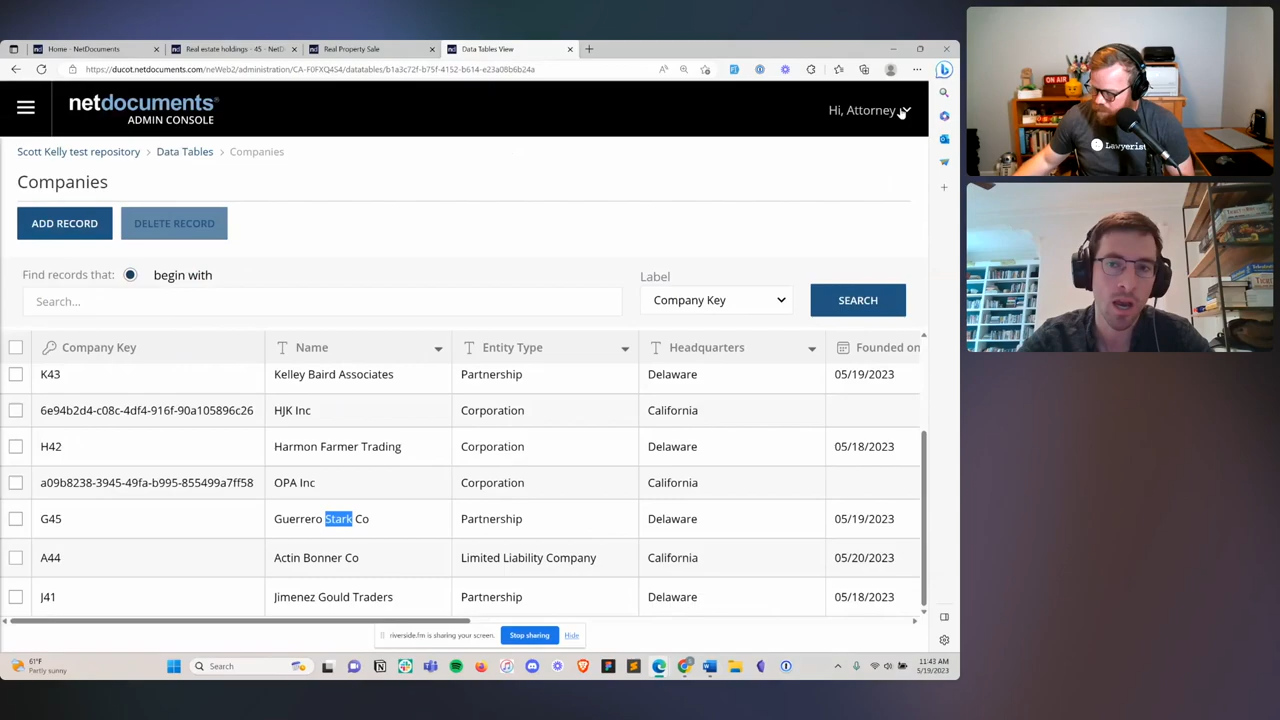 Home - NetDocuments
Real estate holdings - 45 - NetD
Real Property Sale
Data Tables View
https://ducot.netdocuments.com/neWeb2/administration/CA-F0FXQ4S4/datatables/b1a3c72f-b75f-4152-b614-e23a08b6b24a
netdocuments®
ADMIN CONSOLE
Hi, Attorney
Scott Kelly test repository > Data Tables > Companies
Companies
ADD RECORD
DELETE RECORD
Find records that: begin with
Label
Search...
Company Key
SEARCH
Company Key Name Entity Type Headquarters Founded on
K43 Kelley Baird Associates Partnership Delaware 05/19/2023
6e94b2d4-c08c-4df4-916f-90a105896c26 HJK Inc Corporation California
H42 Harmon Farmer Trading Corporation Delaware 05/18/2023
a09b8238-3945-49fa-b995-855499a7ff58 OPA Inc Corporation California
G45 Guerrero Stark Co Partnership Delaware 05/19/2023
A44 Actin Bonner Co Limited Liability Company California 05/20/2023
J41 Jimenez Gould Traders Partnership Delaware 05/18/2023
riverside.fm is sharing your screen. Stop sharing Hide
61°F
Partly sunny
Search
11:43 AM
5/19/2023
ON AIR
Lawyerist